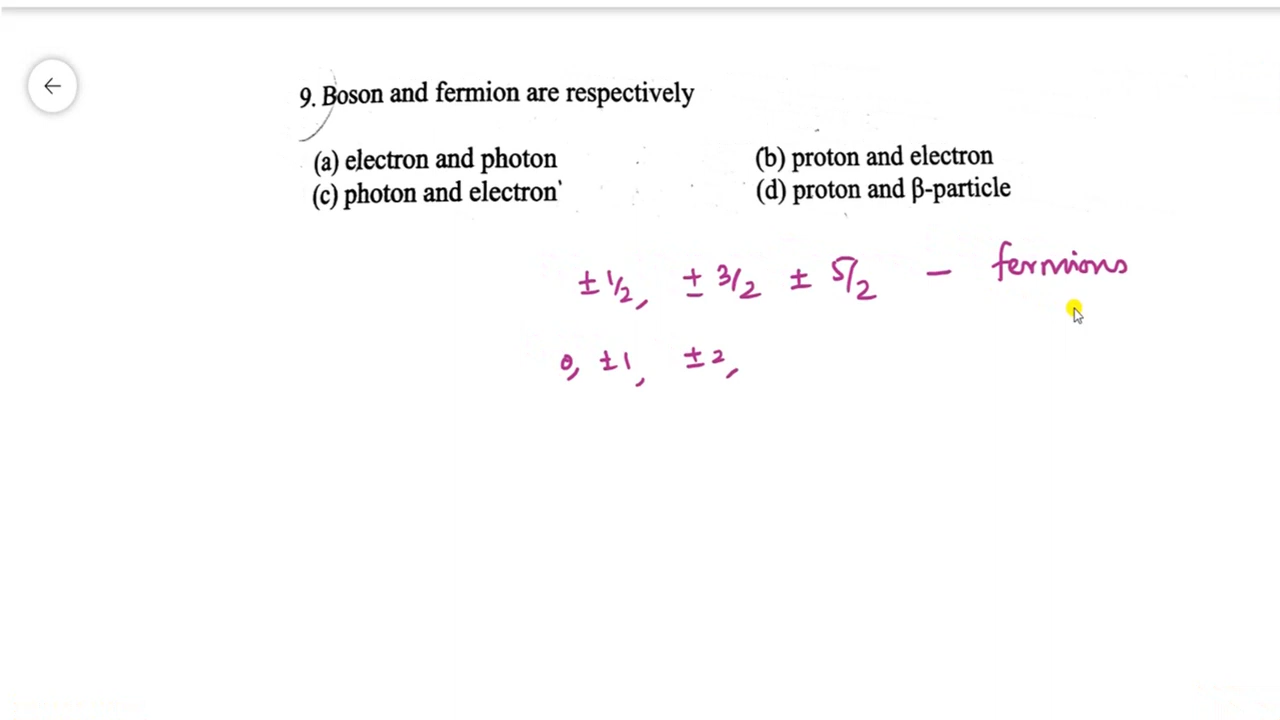 9. Boson and fermion are respectively
(a) electron and photon (b) proton and electron
(c) photon and electron (d) proton and β-particle
± 1/2, ± 3/2 ± 5/2 - fermions
0, ±1, ±2,